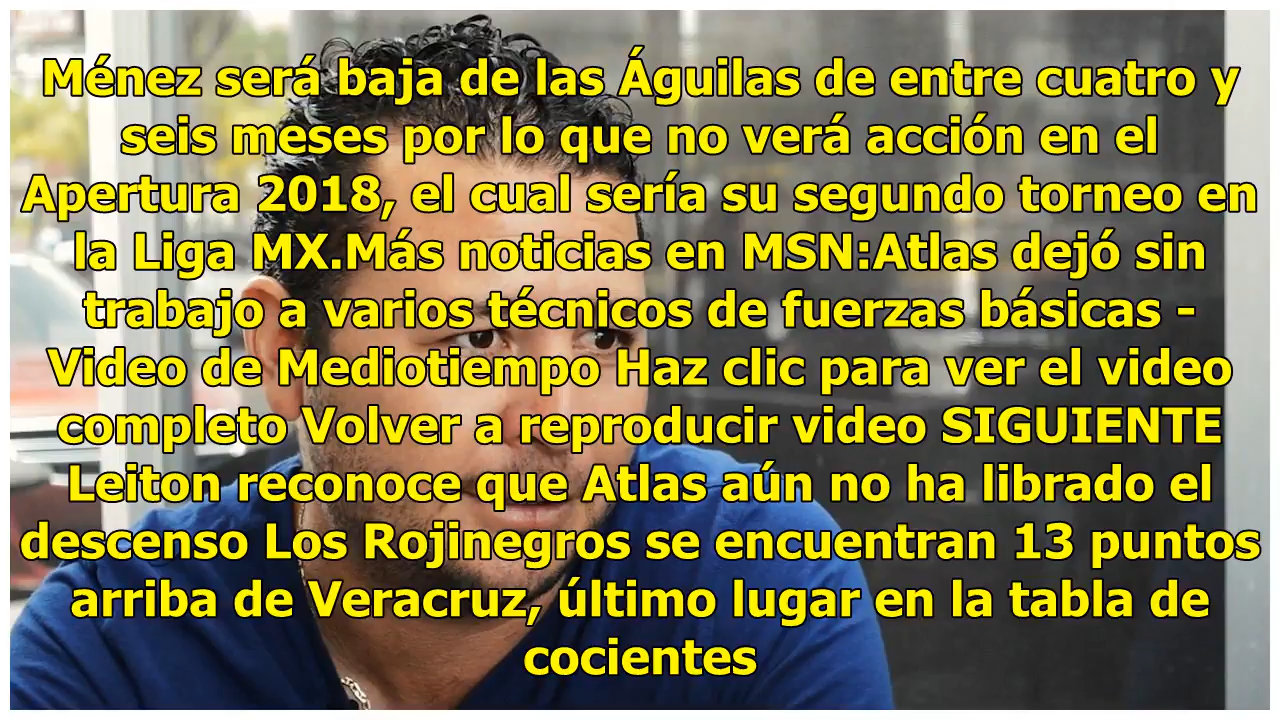 Ménez será baja de las Águilas de entre cuatro y
seis meses por lo que no verá acción en el
Apertura 2018, el cual sería su segundo torneo en
la Liga MX.Más noticias en MSN:Atlas dejó sin
trabajo a varios técnicos de fuerzas básicas -
Video de Mediotiempo Haz clic para ver el video
completo Volver a reproducir video SIGUIENTE
Leiton reconoce que Atlas aún no ha librado el
descenso Los Rojinegros se encuentran 13 puntos
arriba de Veracruz, último lugar en la tabla de
cocientes